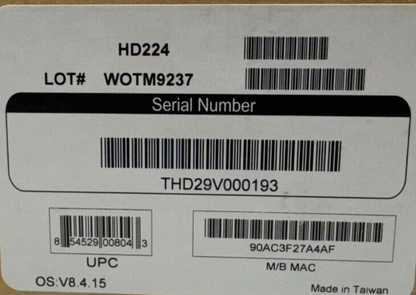 HD224
LOT# WOTM9237
Serial Number
THD29V000193
8 54529 00804 3
UPC
90AC3F27A4AF
M/B MAC
OS:V8.4.15
Made in Taiwan